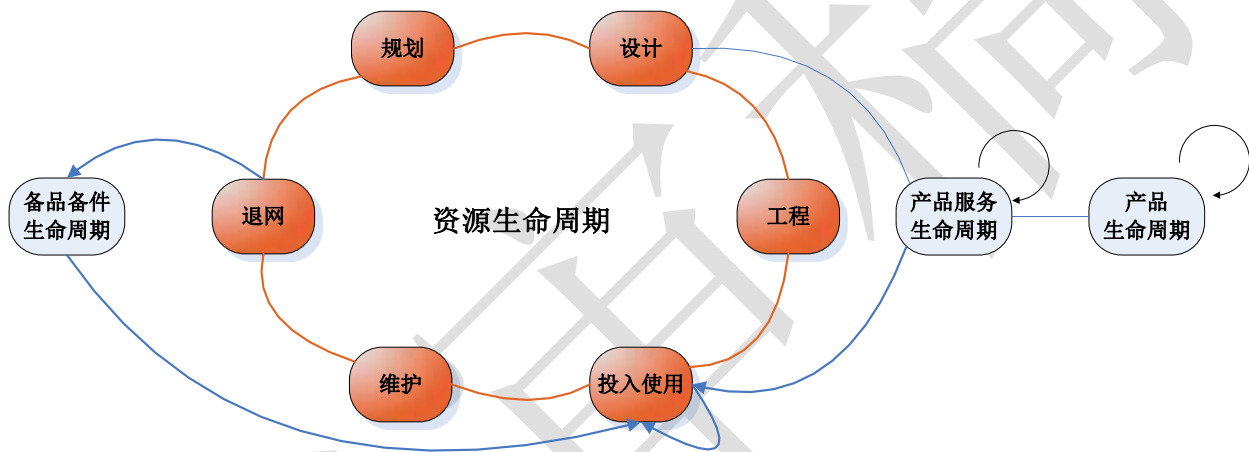 规划
设计
备品备件
生命周期
退网
资源生命周期
工程
产品服务
生命周期
产品
生命周期
维护
投入使用